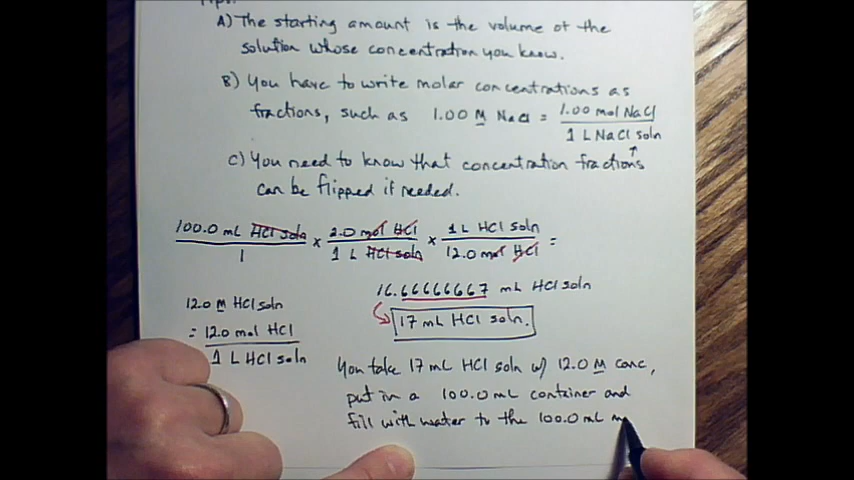 Tips:
A) The starting amount is the volume of the
solution whose concentration you know.
B) You have to write molar concentrations as
fractions, such as 1.00 M NaCl = 1.00 mol NaCl / 1 L NaCl soln
C) You need to know that concentration fractions
can be flipped if needed.
100.0 mL HCl soln / 1 × 2.0 mol HCl / 1 L HCl soln × 1 L HCl soln / 12.0 mol HCl =
16.66666667 mL HCl soln
17 mL HCl soln.
12.0 M HCl soln
= 12.0 mol HCl / 1 L HCl soln
You take 17 mL HCl soln w/ 12.0 M conc,
put in a 100.0 mL container and
fill with water to the 100.0 mL